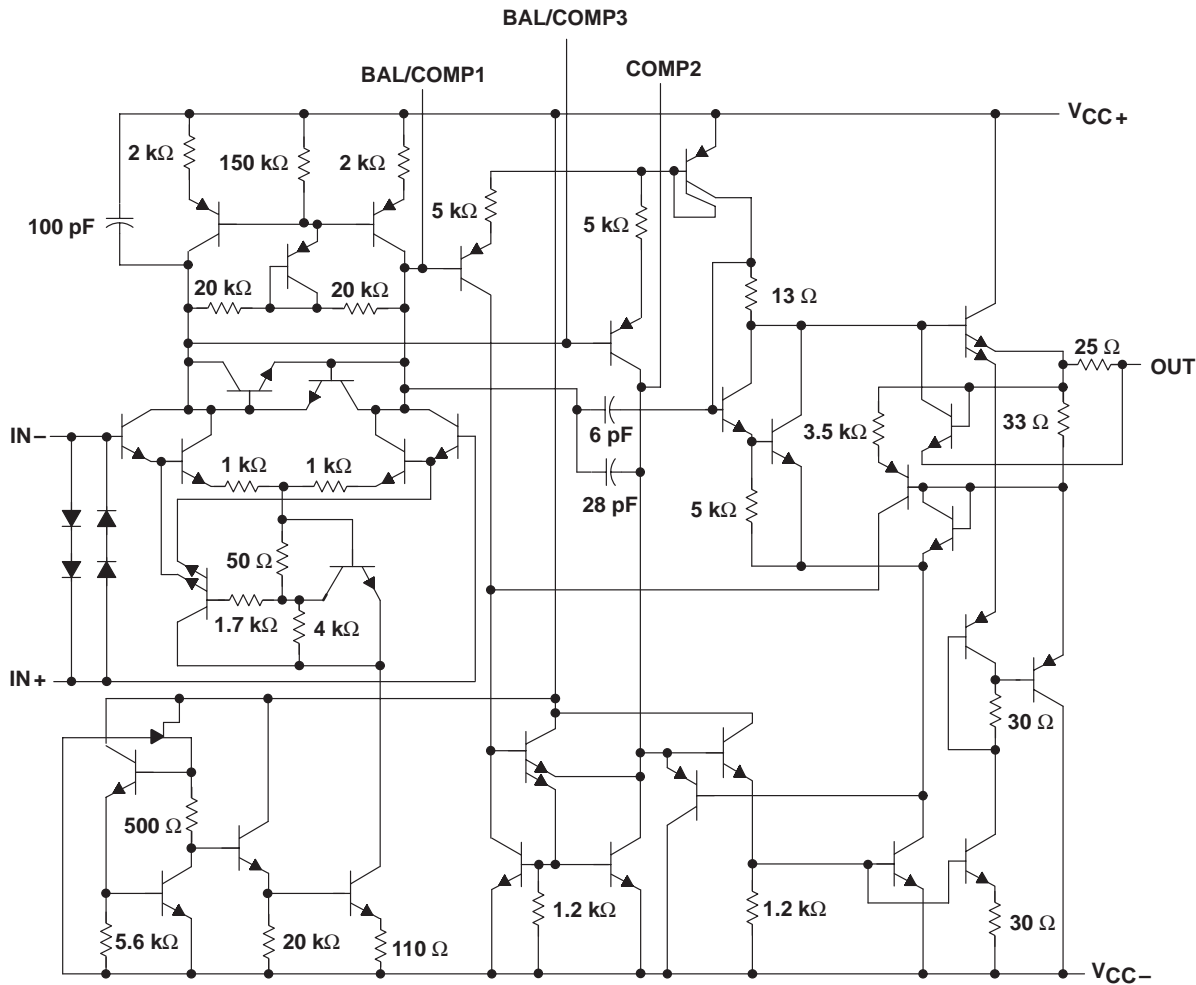 BAL/COMP3
BAL/COMP1
COMP2
VCC+
2 kΩ
150 kΩ
2 kΩ
5 kΩ
5 kΩ
100 pF
20 kΩ
20 kΩ
13 Ω
25 Ω
OUT
IN−
6 pF
3.5 kΩ
33 Ω
1 kΩ
1 kΩ
28 pF
5 kΩ
50 Ω
1.7 kΩ
4 kΩ
IN+
30 Ω
500 Ω
5.6 kΩ
20 kΩ
110 Ω
1.2 kΩ
1.2 kΩ
30 Ω
VCC−